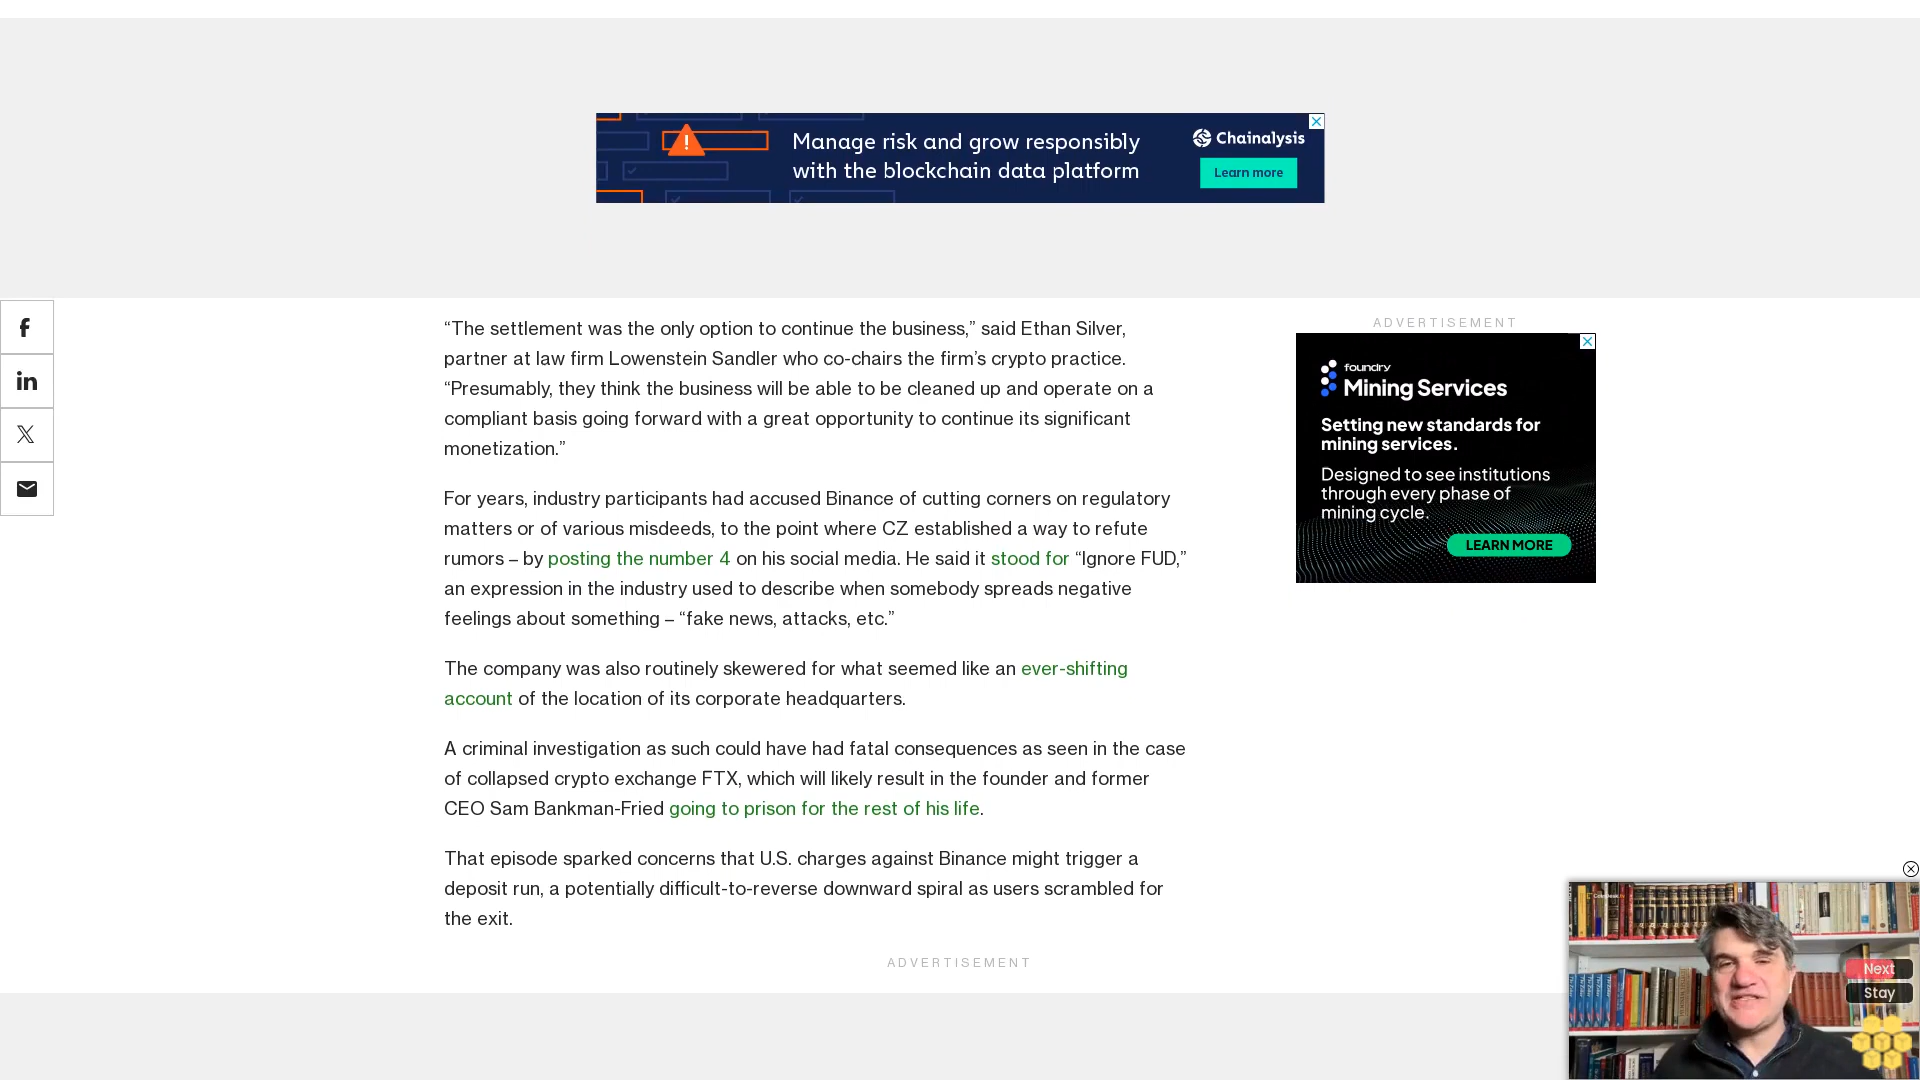 Manage risk and grow responsibly
with the blockchain data platform
Chainalysis
Learn more
“The settlement was the only option to continue the business,” said Ethan Silver,
partner at law firm Lowenstein Sandler who co-chairs the firm’s crypto practice.
“Presumably, they think the business will be able to be cleaned up and operate on a
compliant basis going forward with a great opportunity to continue its significant
monetization.”
For years, industry participants had accused Binance of cutting corners on regulatory
matters or of various misdeeds, to the point where CZ established a way to refute
rumors – by posting the number 4 on his social media. He said it stood for “Ignore FUD,”
an expression in the industry used to describe when somebody spreads negative
feelings about something – “fake news, attacks, etc.”
The company was also routinely skewered for what seemed like an ever-shifting
account of the location of its corporate headquarters.
A criminal investigation as such could have had fatal consequences as seen in the case
of collapsed crypto exchange FTX, which will likely result in the founder and former
CEO Sam Bankman-Fried going to prison for the rest of his life.
That episode sparked concerns that U.S. charges against Binance might trigger a
deposit run, a potentially difficult-to-reverse downward spiral as users scrambled for
the exit.
ADVERTISEMENT
ADVERTISEMENT
foundry
Mining Services
Setting new standards for
mining services.
Designed to see institutions
through every phase of
mining cycle.
LEARN MORE
Next
Stay